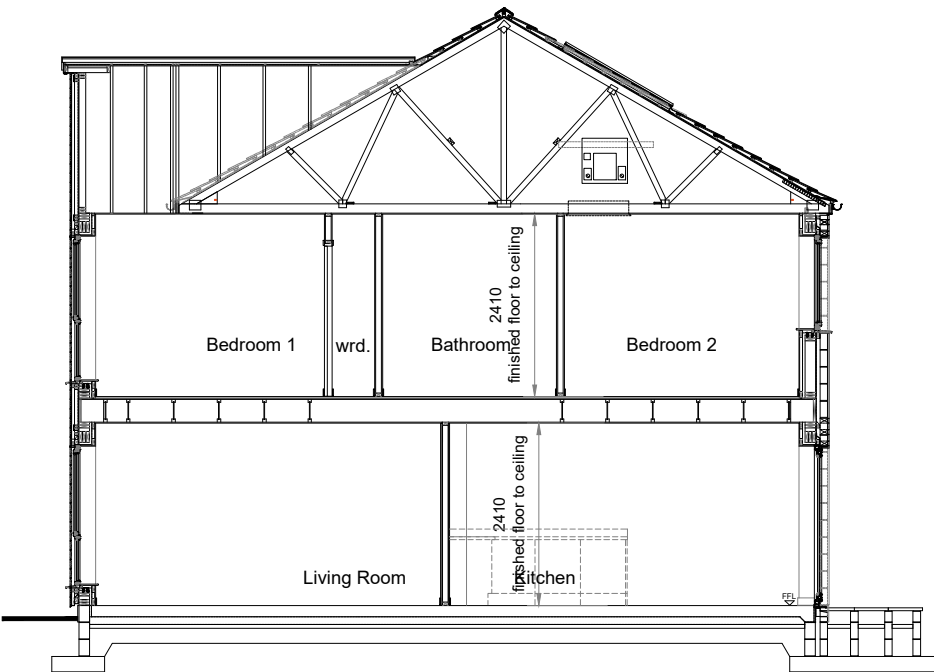 2410
finished floor to ceiling
Bedroom 1
wrd.
Bathroom
Bedroom 2
2410
finished floor to ceiling
Living Room
Kitchen
FFL